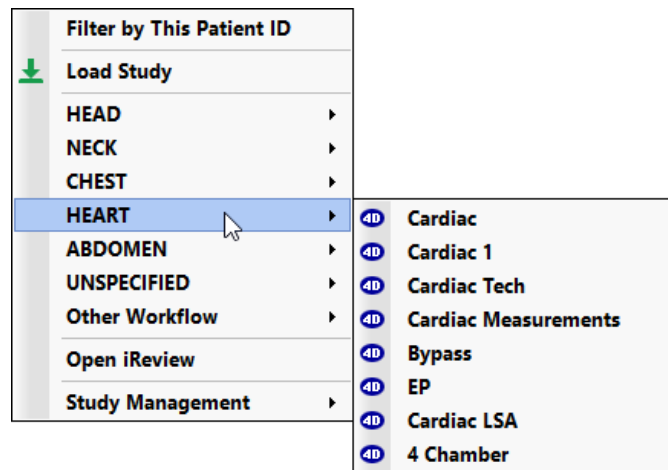 Filter by This Patient ID
Load Study
HEAD
NECK
CHEST
HEART
ABDOMEN
UNSPECIFIED
Other Workflow
Open iReview
Study Management
4D Cardiac
4D Cardiac 1
4D Cardiac Tech
4D Cardiac Measurements
4D Bypass
4D EP
4D Cardiac LSA
4D 4 Chamber